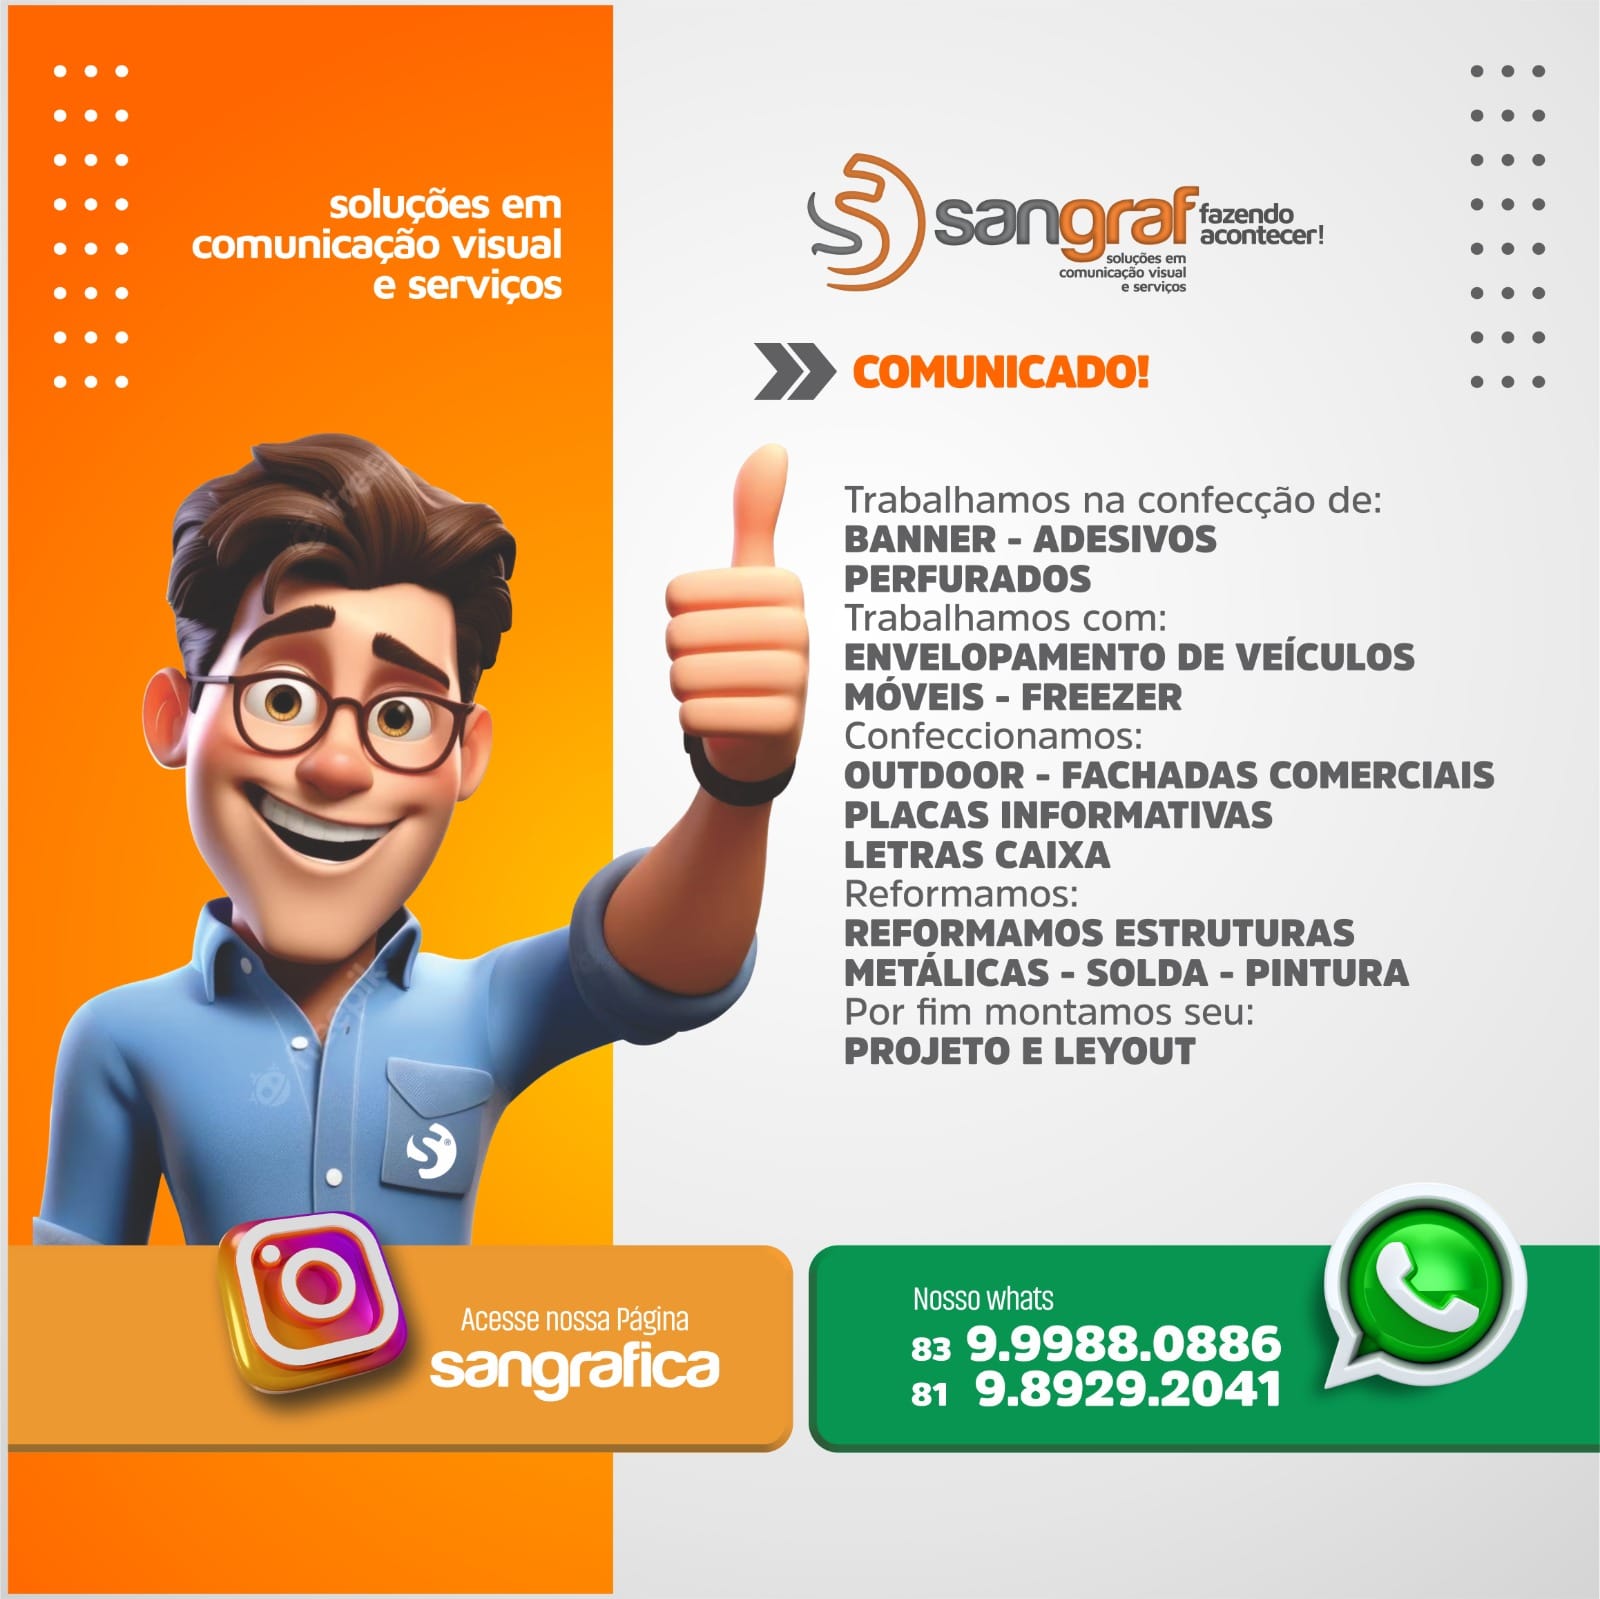 soluções em
comunicação visual
e serviços
sangraf fazendo
acontecer!
soluções em
comunicação visual
e serviços
COMUNICADO!
Trabalhamos na confecção de:
BANNER - ADESIVOS
PERFURADOS
Trabalhamos com:
ENVELOPAMENTO DE VEÍCULOS
MÓVEIS - FREEZER
Confeccionamos:
OUTDOOR - FACHADAS COMERCIAIS
PLACAS INFORMATIVAS
LETRAS CAIXA
Reformamos:
REFORMAMOS ESTRUTURAS
METÁLICAS - SOLDA - PINTURA
Por fim montamos seu:
PROJETO E LEYOUT
Acesse nossa Página
sangrafica
Nosso whats
83 9.9988.0886
81 9.8929.2041